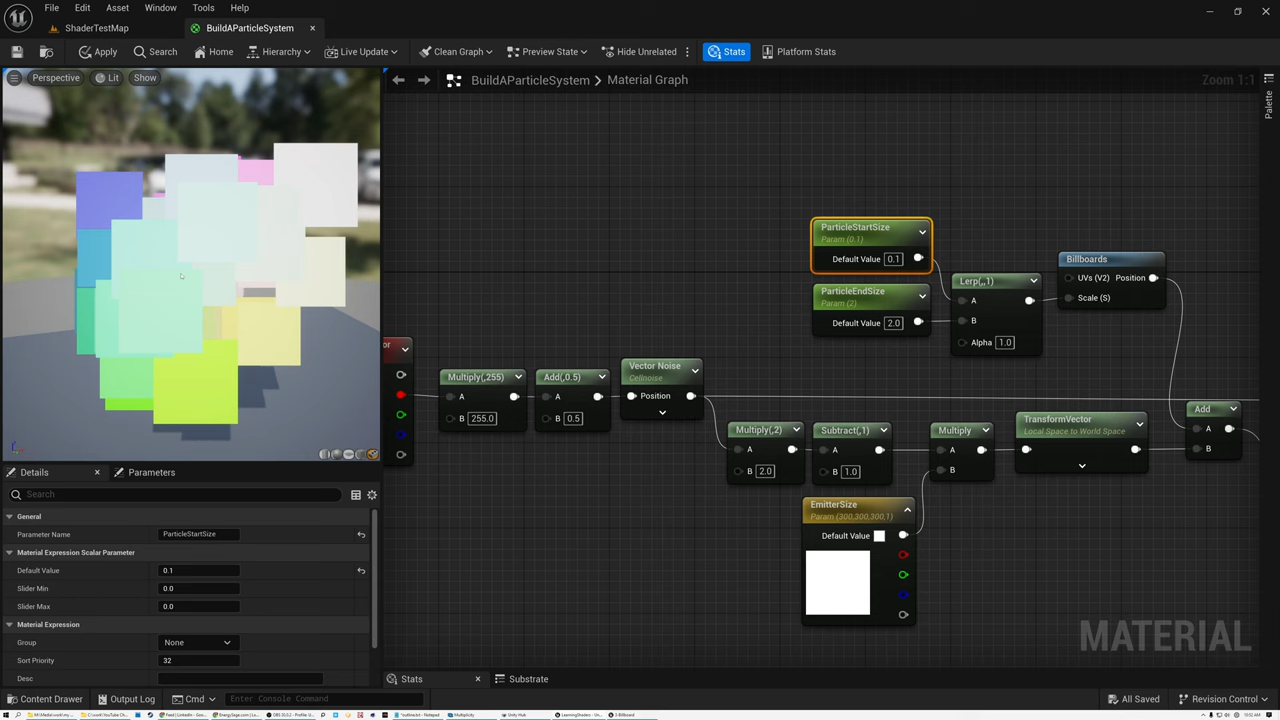 File Edit Asset Window Tools Help
ShaderTestMap BuildAParticleSystem
Apply Search Home Hierarchy Live Update Clean Graph Preview State Hide Unrelated Stats Platform Stats
Perspective Lit Show
BuildAParticleSystem > Material Graph
Zoom 1:1
Palette
ParticleStartSize
Param (0.1)
Default Value 0.1
ParticleEndSize
Param (2)
Default Value 2.0
Lerp(,,1)
A
B
Alpha 1.0
Billboards
UVs (V2) Position
Scale (S)
or
Multiply(,255)
A
B 255.0
Add(,0.5)
A
B 0.5
Vector Noise
Cellnoise
Position
Multiply(,2)
A
B 2.0
Subtract(,1)
A
B 1.0
Multiply
A
B
TransformVector
Local Space to World Space
Add
A
B
EmitterSize
Param (300,300,300,1)
Default Value
MATERIAL
Details Parameters
Search
General
Parameter Name ParticleStartSize
Material Expression Scalar Parameter
Default Value 0.1
Slider Min 0.0
Slider Max 0.0
Material Expression
Group None
Sort Priority 32
Desc
Stats Substrate
Content Drawer Output Log Cmd Enter Console Command All Saved Revision Control
10:52 AM